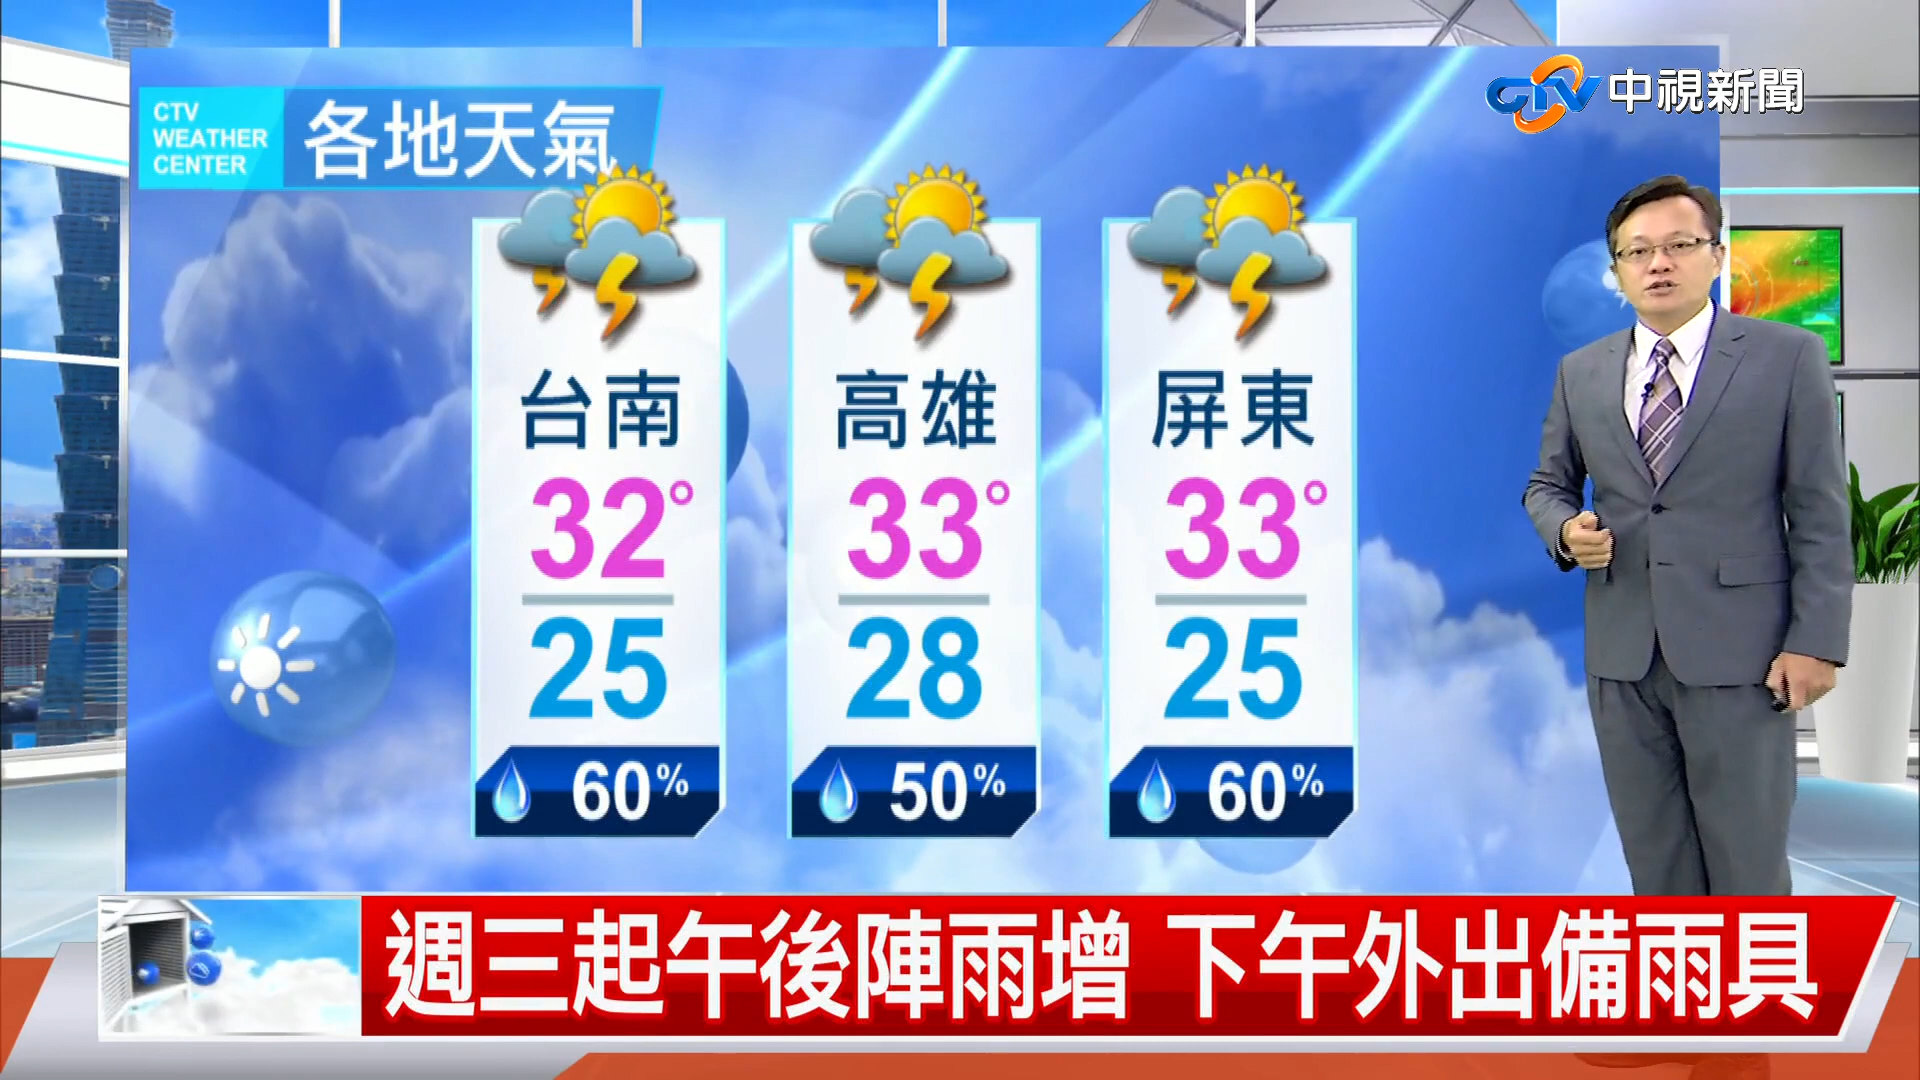 CTV
WEATHER
CENTER
各地天氣
CTV 中視新聞
台南
32°
25
60%
高雄
33°
28
50%
屏東
33°
25
60%
週三起午後陣雨增 下午外出備雨具